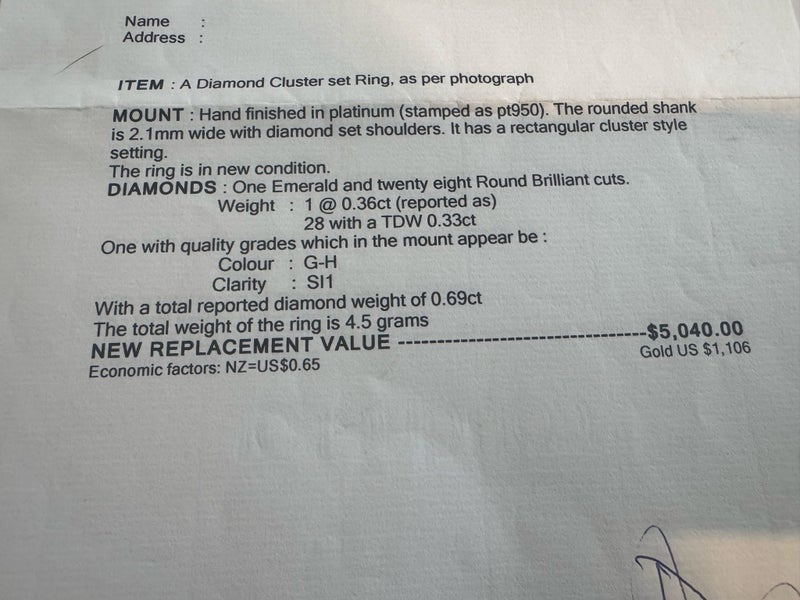 Name :
Address :
ITEM : A Diamond Cluster set Ring, as per photograph
MOUNT : Hand finished in platinum (stamped as pt950). The rounded shank
is 2.1mm wide with diamond set shoulders. It has a rectangular cluster style
setting.
The ring is in new condition.
DIAMONDS : One Emerald and twenty eight Round Brilliant cuts.
Weight : 1 @ 0.36ct (reported as)
28 with a TDW 0.33ct
One with quality grades which in the mount appear be :
Colour : G-H
Clarity : SI1
With a total reported diamond weight of 0.69ct
The total weight of the ring is 4.5 grams
NEW REPLACEMENT VALUE ---------------------------------$5,040.00
Economic factors: NZ=US$0.65 Gold US $1,106